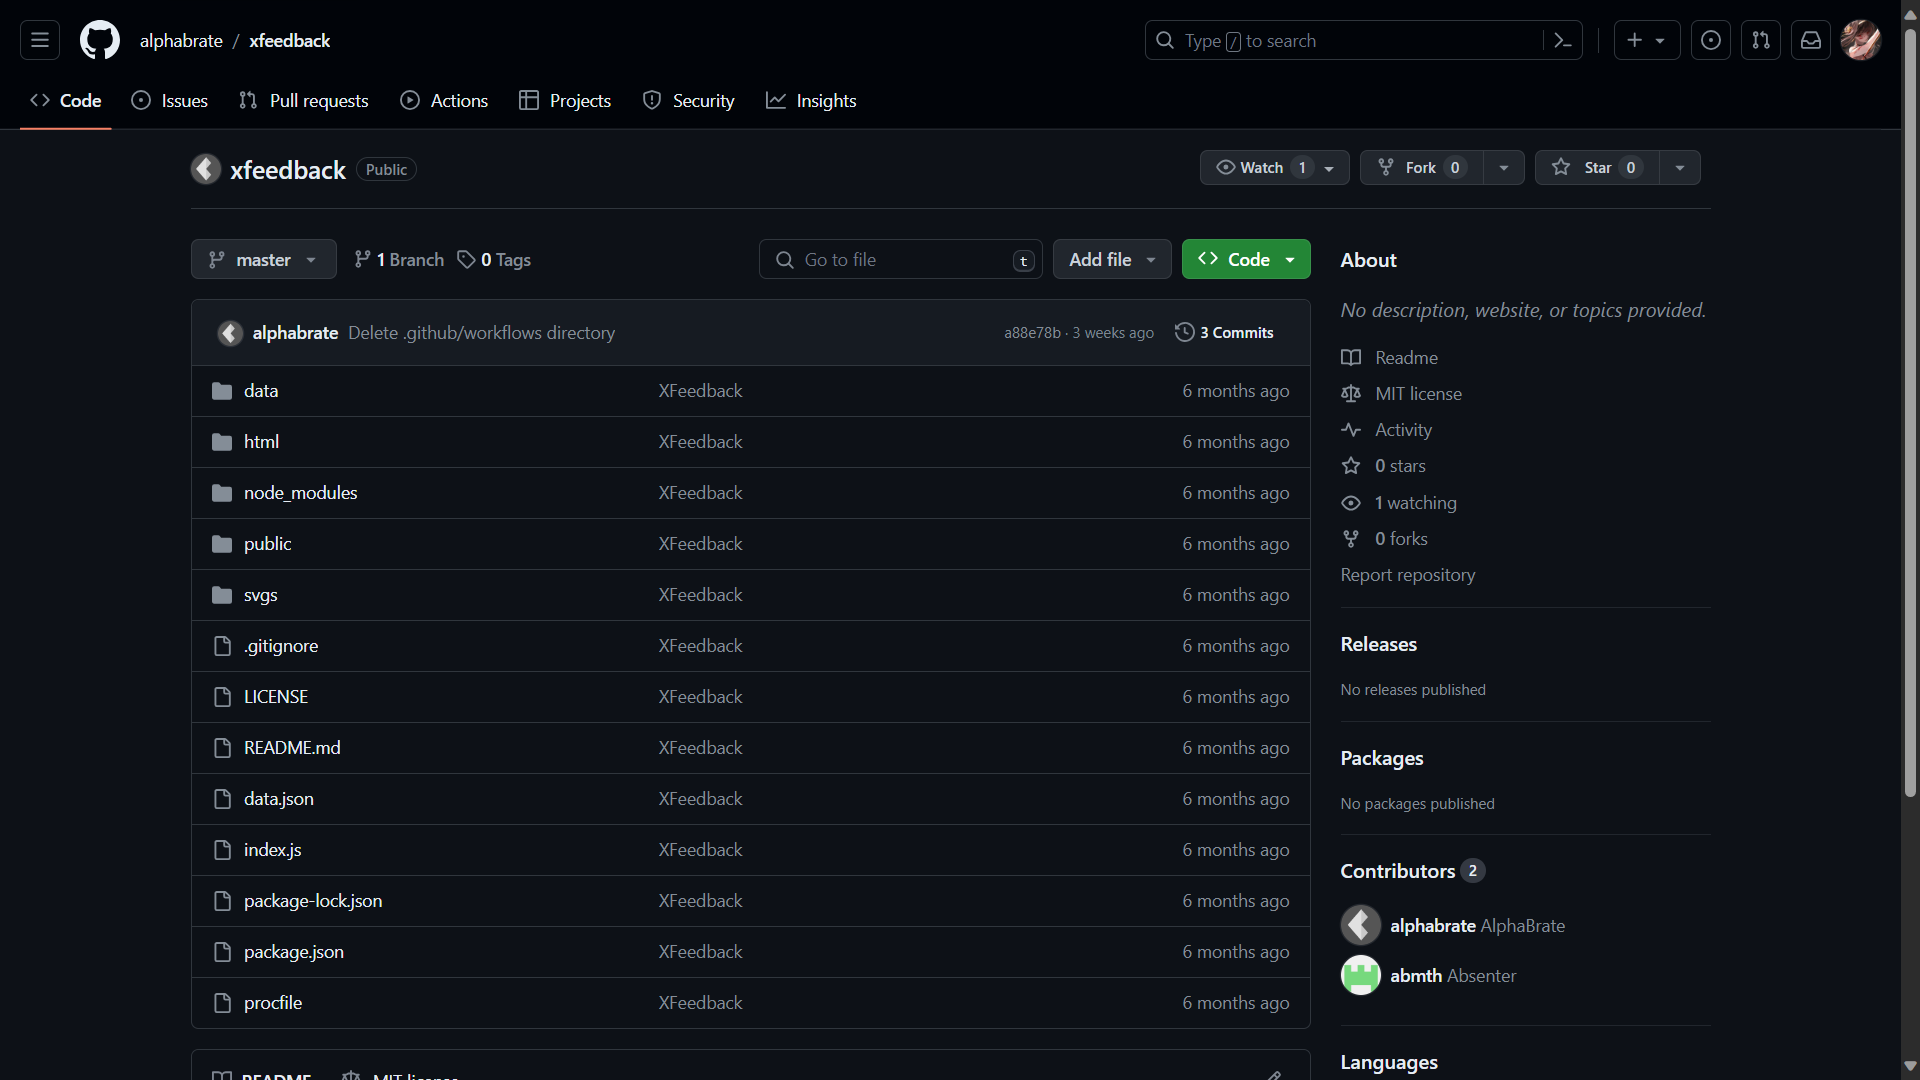 alphabrate / xfeedback
Type / to search
Code Issues Pull requests Actions Projects Security Insights
xfeedback Public
Watch 1 Fork 0 Star 0
master 1 Branch 0 Tags Go to file t Add file Code
alphabrate Delete .github/workflows directory a88e78b · 3 weeks ago 3 Commits
data XFeedback 6 months ago
html XFeedback 6 months ago
node_modules XFeedback 6 months ago
public XFeedback 6 months ago
svgs XFeedback 6 months ago
.gitignore XFeedback 6 months ago
LICENSE XFeedback 6 months ago
README.md XFeedback 6 months ago
data.json XFeedback 6 months ago
index.js XFeedback 6 months ago
package-lock.json XFeedback 6 months ago
package.json XFeedback 6 months ago
procfile XFeedback 6 months ago
README MIT license
About
No description, website, or topics provided.
Readme
MIT license
Activity
0 stars
1 watching
0 forks
Report repository
Releases
No releases published
Packages
No packages published
Contributors 2
alphabrate AlphaBrate
abmth Absenter
Languages